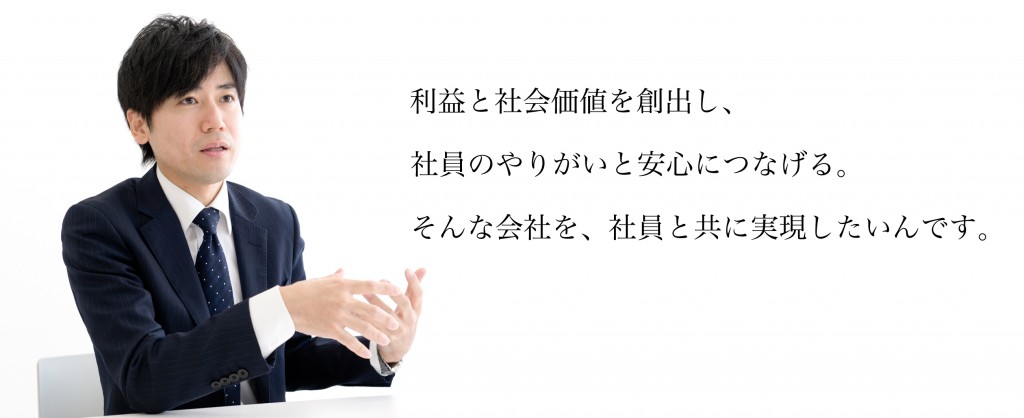 利益と社会価値を創出し、
社員のやりがいと安心につなげる。
そんな会社を、社員と共に実現したいんです。